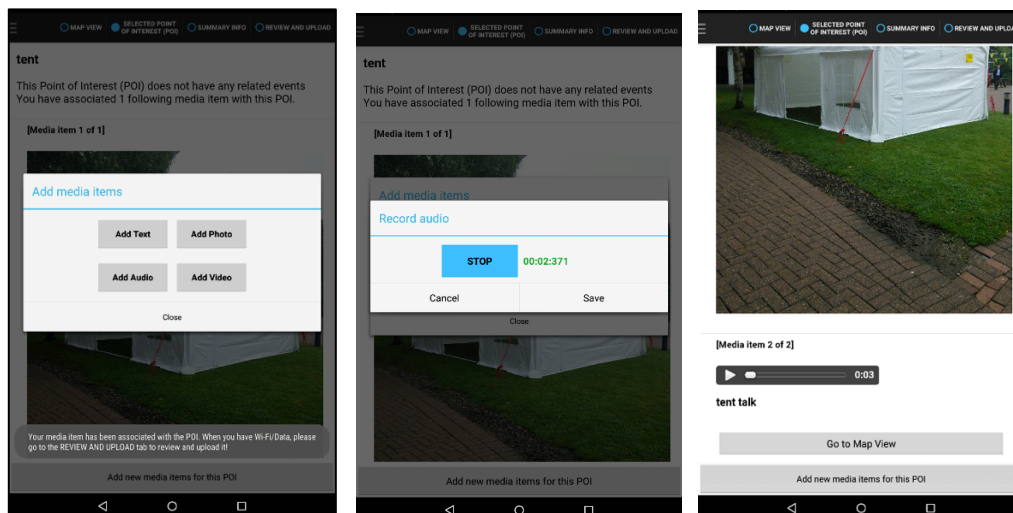 MAP VIEW
SELECTED POINT
OF INTEREST (POI)
SUMMARY INFO
REVIEW AND UPLOAD
tent
This Point of Interest (POI) does not have any related events
You have associated 1 following media item with this POI.
[Media item 1 of 1]
Add media items
Add Text
Add Photo
Add Audio
Add Video
Close
Your media item has been associated with the POI. When you have Wi-Fi/Data, please
go to the REVIEW AND UPLOAD tab to review and upload it!
Add new media items for this POI
MAP VIEW
SELECTED POINT
OF INTEREST (POI)
SUMMARY INFO
REVIEW AND UPLOAD
tent
This Point of Interest (POI) does not have any related events
You have associated 1 following media item with this POI.
[Media item 1 of 1]
Add media items
Record audio
STOP
00:02:371
Cancel
Save
Close
Add new media items for this POI
MAP VIEW
SELECTED POINT
OF INTEREST (POI)
SUMMARY INFO
REVIEW AND UPLOA
[Media item 2 of 2]
0:03
tent talk
Go to Map View
Add new media items for this POI